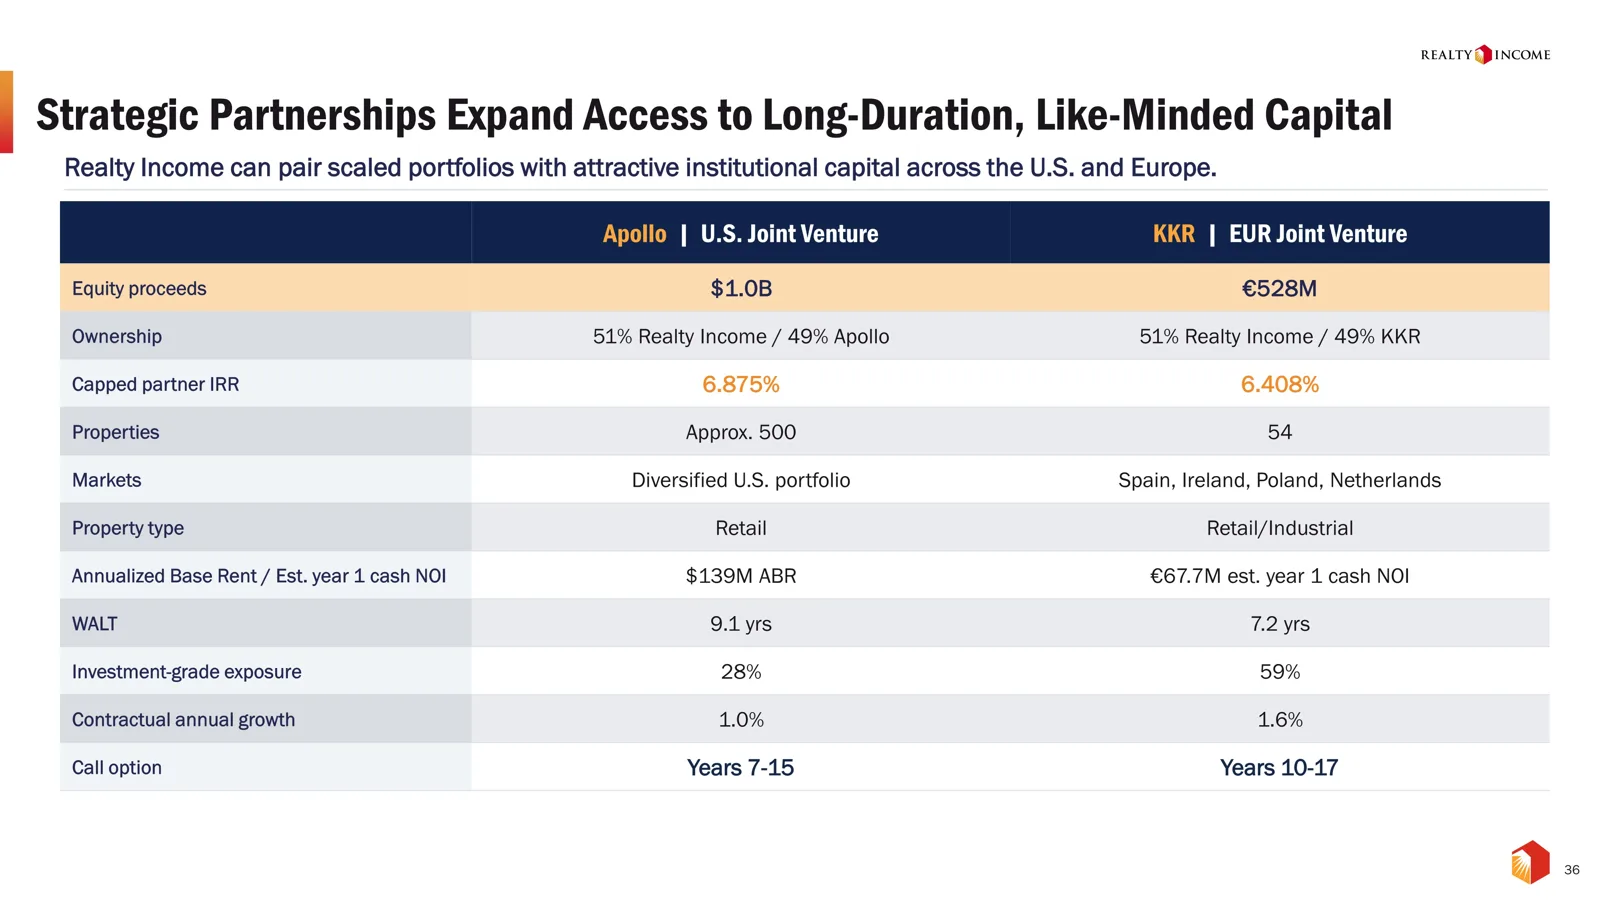 REALTY INCOME
Strategic Partnerships Expand Access to Long-Duration, Like-Minded Capital
Realty Income can pair scaled portfolios with attractive institutional capital across the U.S. and Europe.
Apollo | U.S. Joint Venture KKR | EUR Joint Venture
Equity proceeds $1.0B €528M
Ownership 51% Realty Income / 49% Apollo 51% Realty Income / 49% KKR
Capped partner IRR 6.875% 6.408%
Properties Approx. 500 54
Markets Diversified U.S. portfolio Spain, Ireland, Poland, Netherlands
Property type Retail Retail/Industrial
Annualized Base Rent / Est. year 1 cash NOI $139M ABR €67.7M est. year 1 cash NOI
WALT 9.1 yrs 7.2 yrs
Investment-grade exposure 28% 59%
Contractual annual growth 1.0% 1.6%
Call option Years 7-15 Years 10-17
36